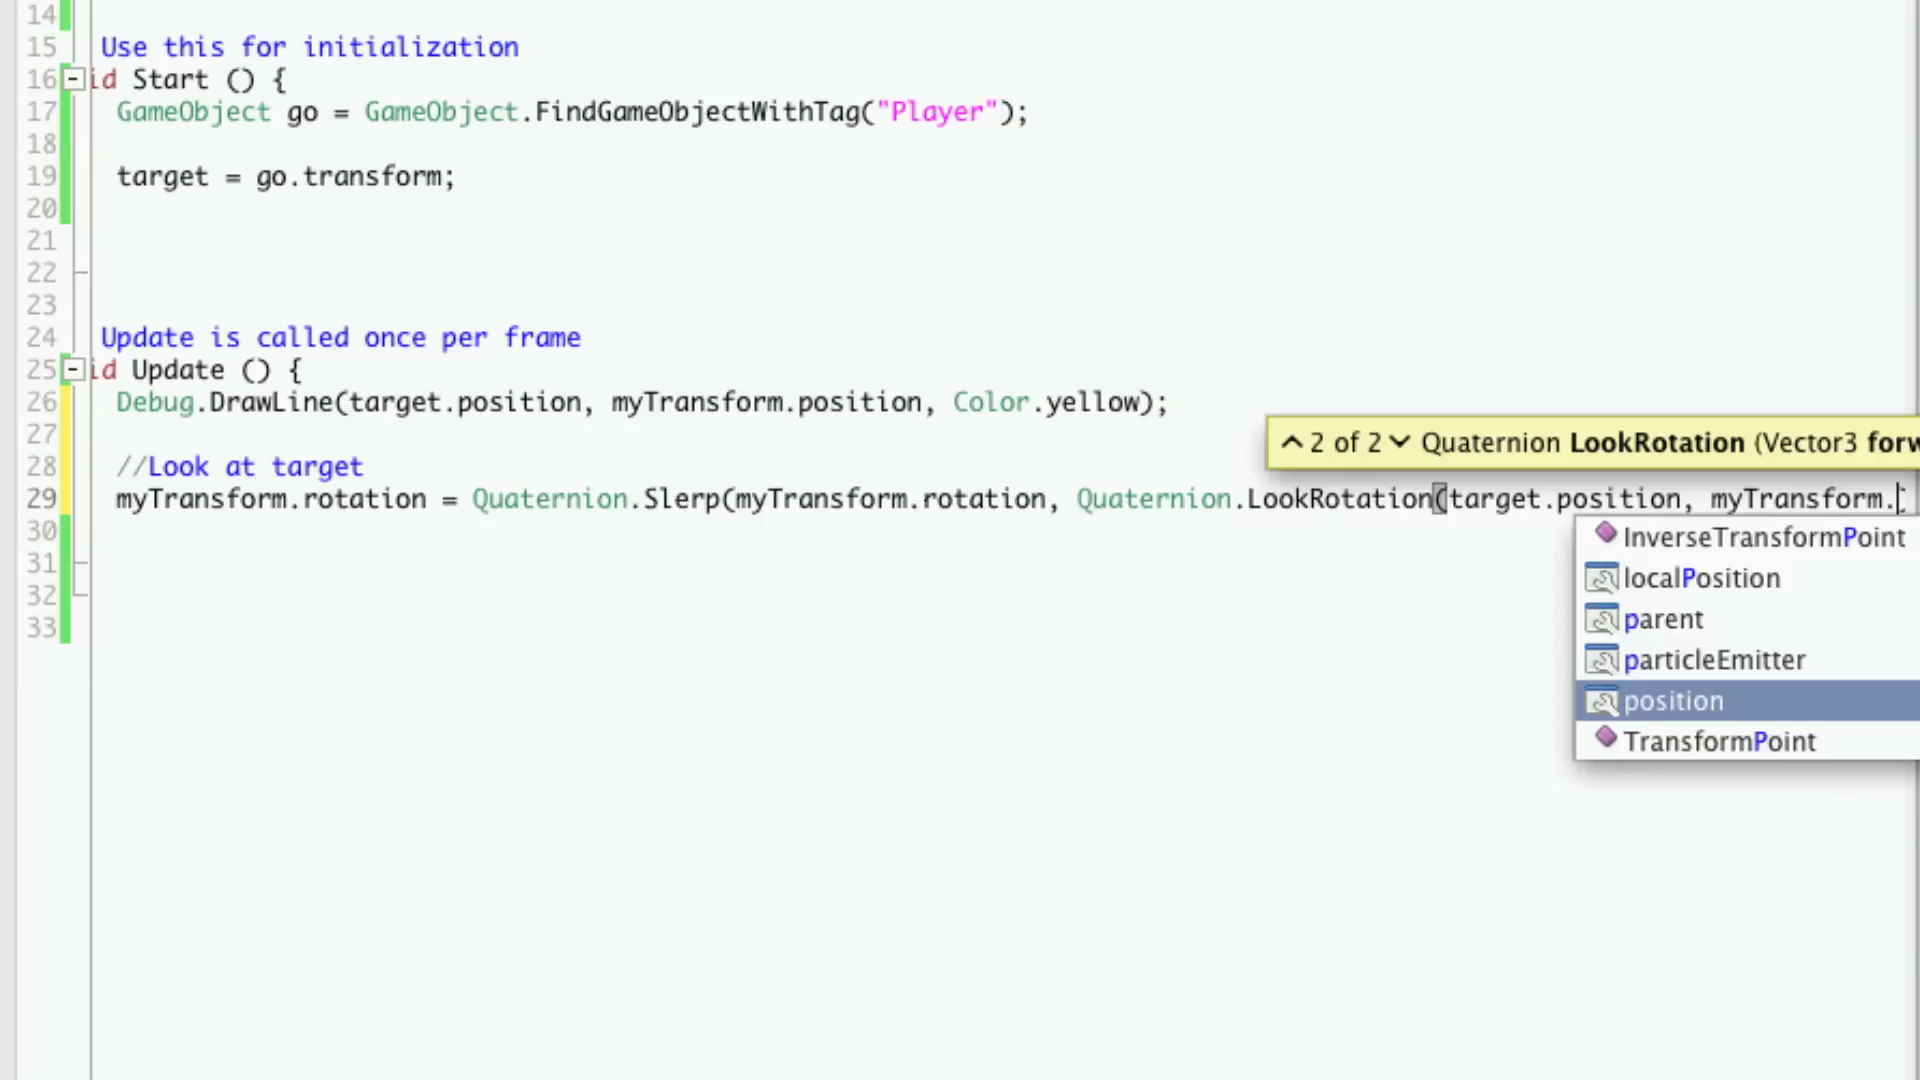 14
15 Use this for initialization
16 id Start () {
17 GameObject go = GameObject.FindGameObjectWithTag("Player");
18
19 target = go.transform;
20
21
22
23
24 Update is called once per frame
25 id Update () {
26 Debug.DrawLine(target.position, myTransform.position, Color.yellow);
27
2 of 2 Quaternion LookRotation (Vector3 forw
28 //Look at target
29 myTransform.rotation = Quaternion.Slerp(myTransform.rotation, Quaternion.LookRotation(target.position, myTransform.
30
InverseTransformPoint
31
localPosition
32
parent
33
particleEmitter
position
TransformPoint